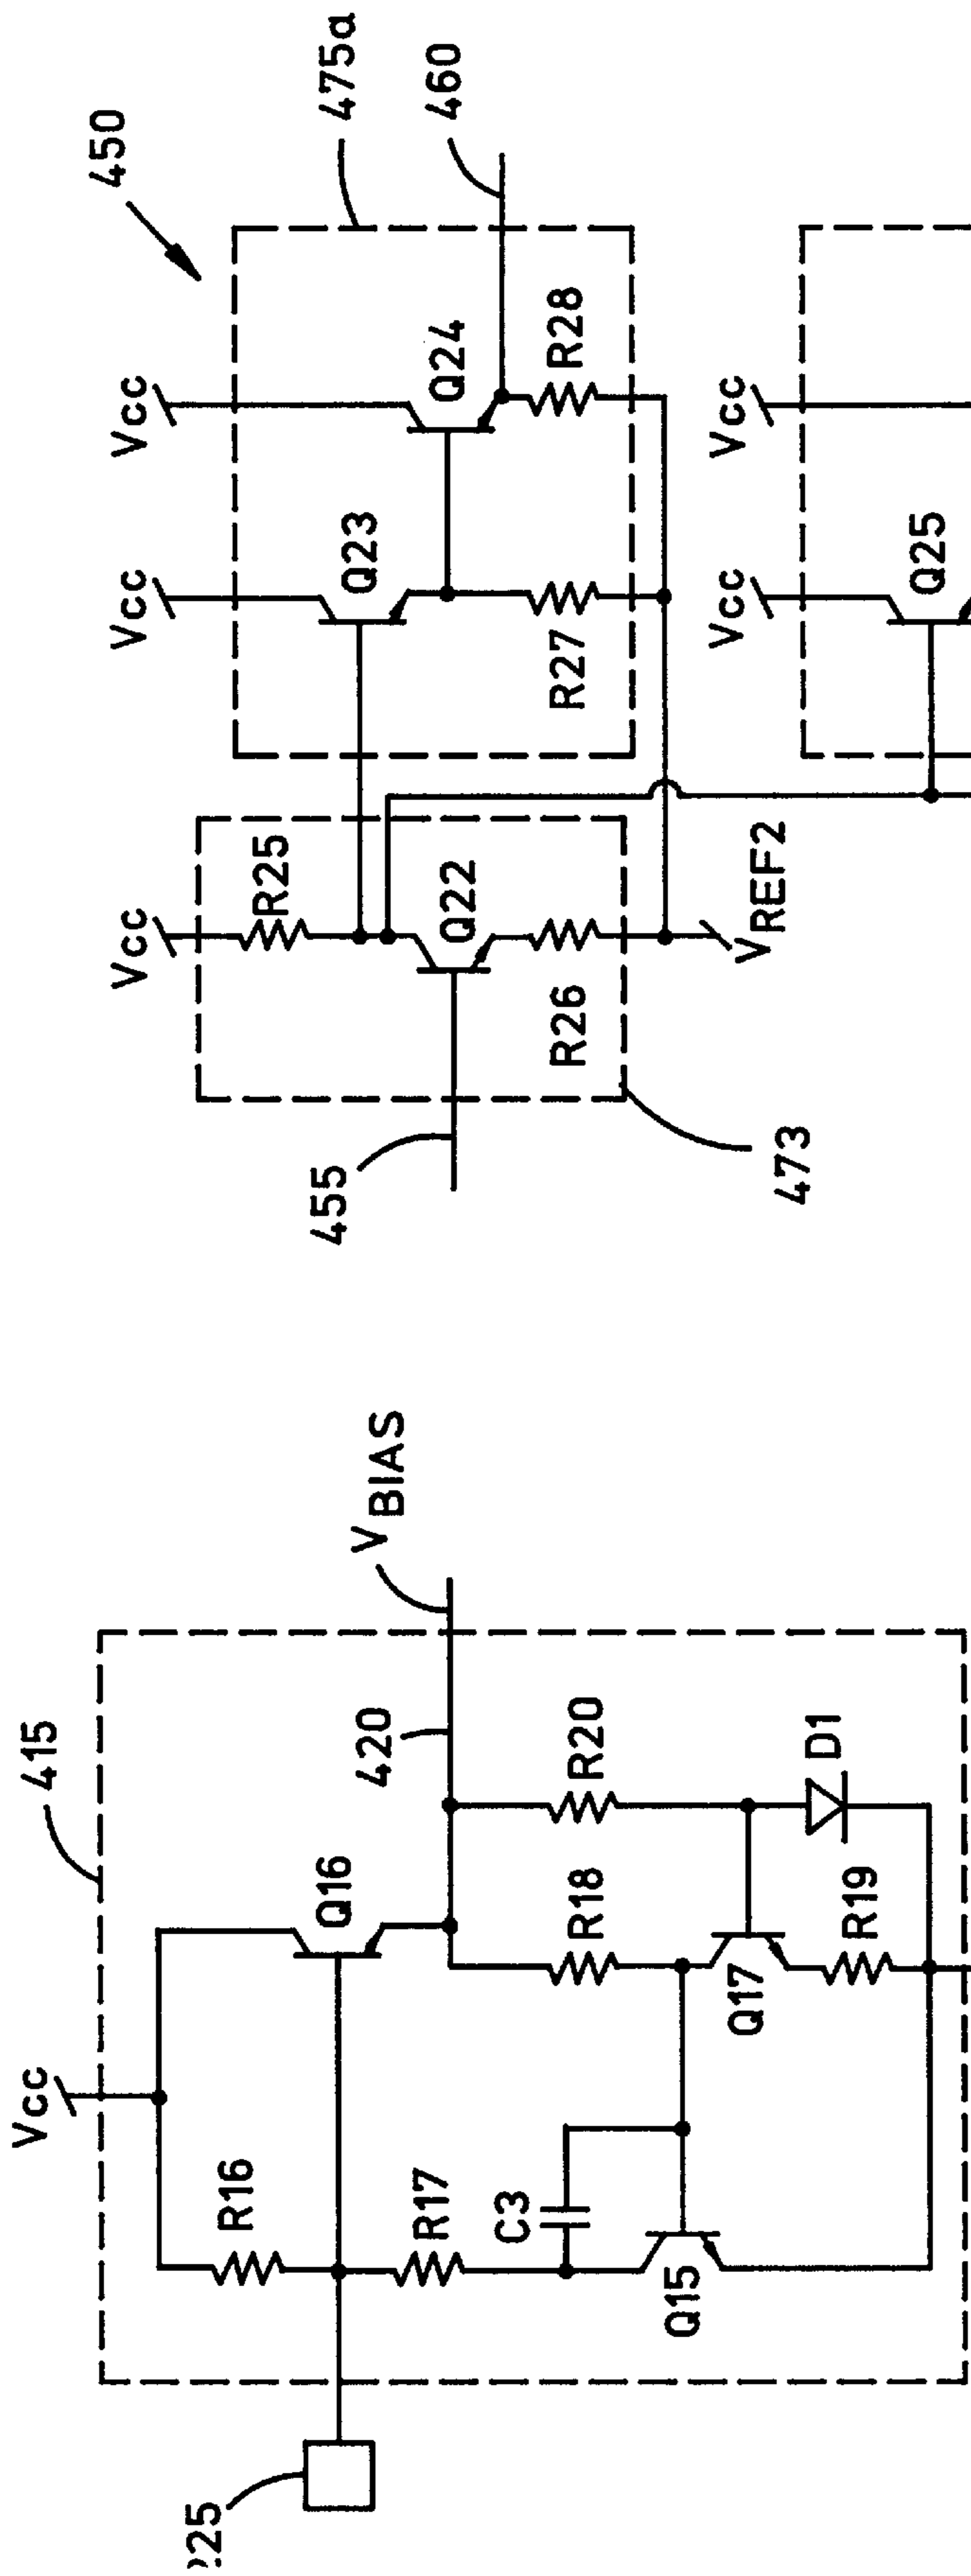 450
475a
460
Vcc
Vcc
Vcc
R25
Q23
Q24
Q22
R26
R27
R28
455
473
VREF2
Vcc
Vcc
Q25
415
Vcc
R16
Q16
VBIAS
420
R17
R18
R20
C3
Q15
Q17
R19
D1
225